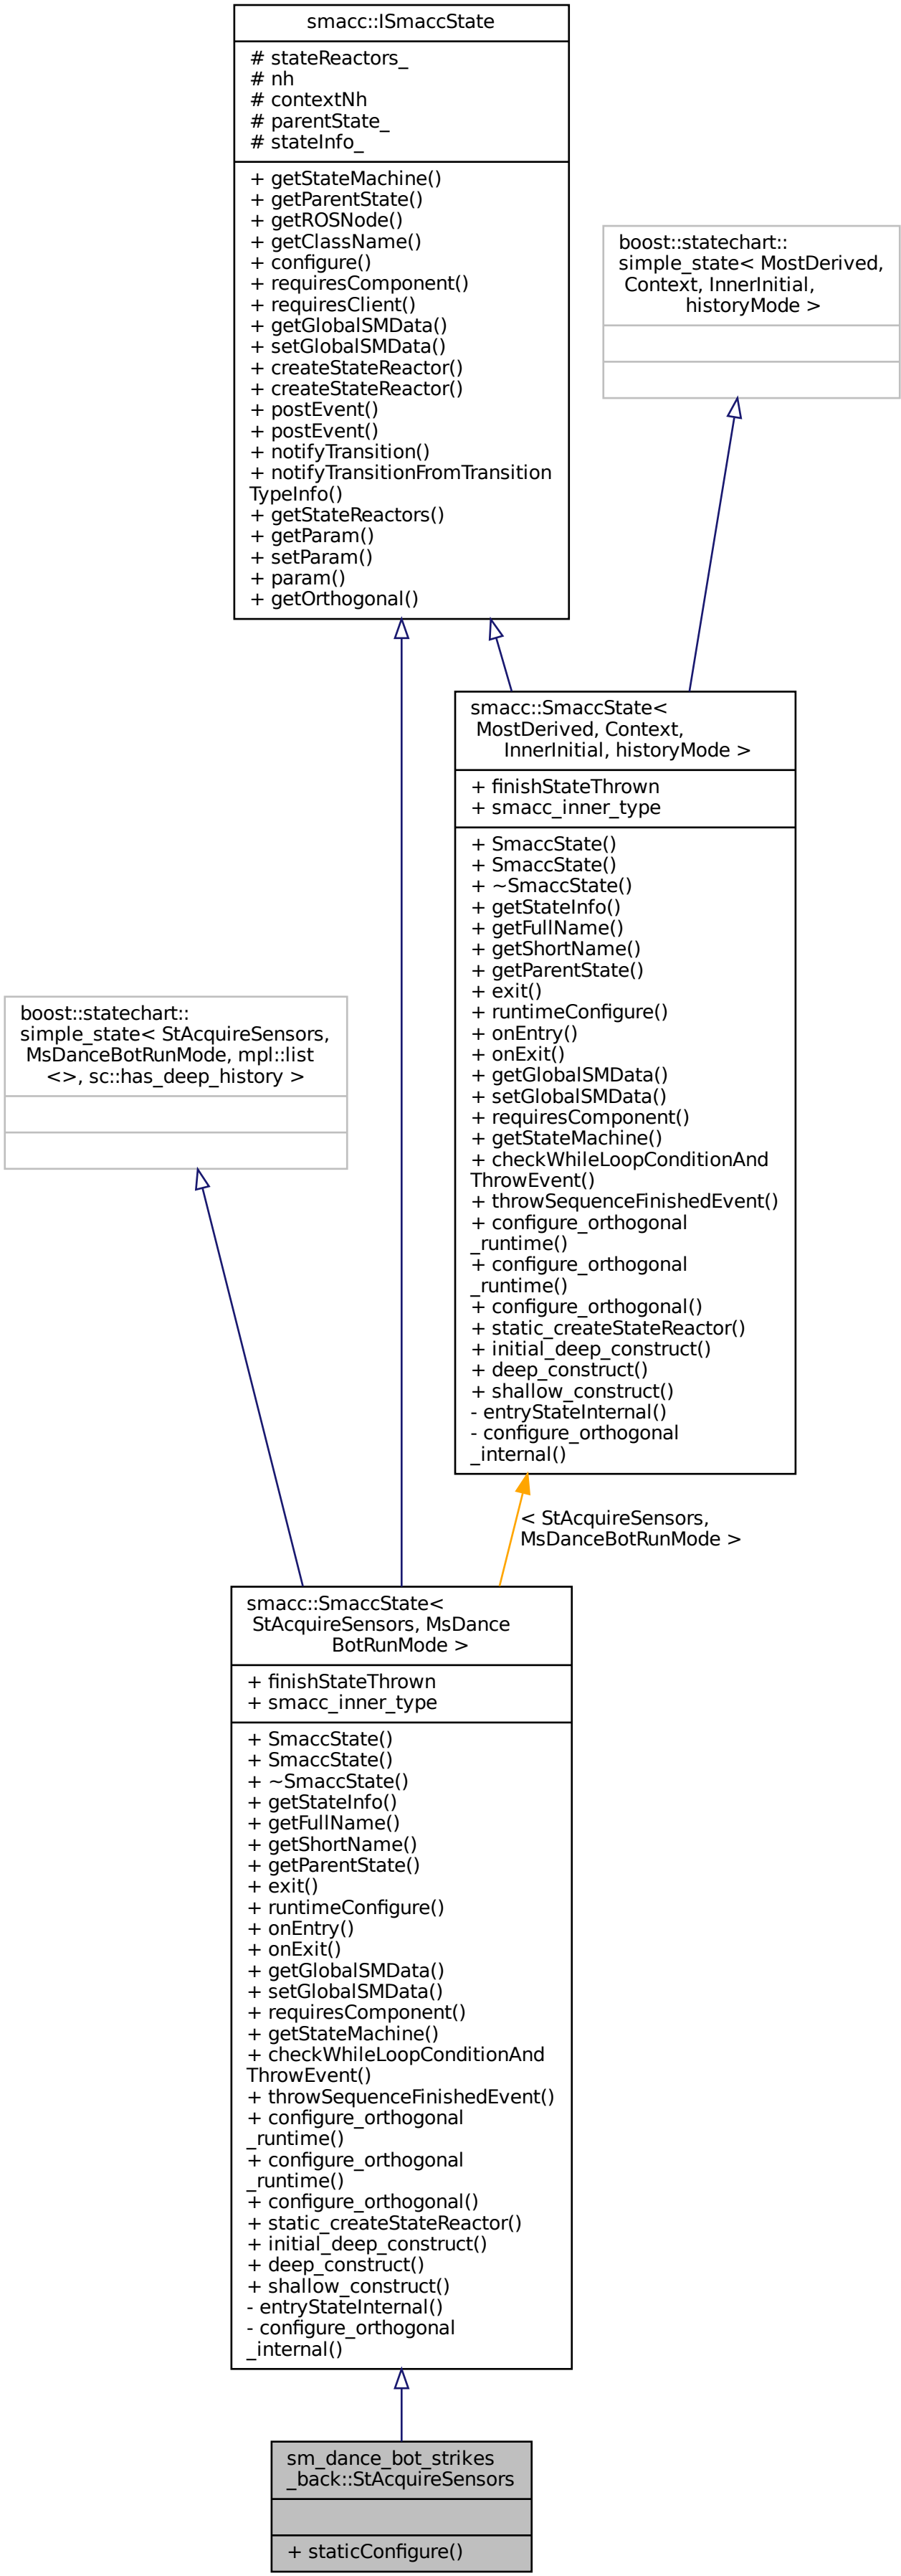 smacc::ISmaccState
# stateReactors_
# nh
# contextNh
# parentState_
# stateInfo_
+ getStateMachine()
+ getParentState()
+ getROSNode()
+ getClassName()
+ configure()
+ requiresComponent()
+ requiresClient()
+ getGlobalSMData()
+ setGlobalSMData()
+ createStateReactor()
+ createStateReactor()
+ postEvent()
+ postEvent()
+ notifyTransition()
+ notifyTransitionFromTransition
TypeInfo()
+ getStateReactors()
+ getParam()
+ setParam()
+ param()
+ getOrthogonal()
boost::statechart::
simple_state< MostDerived,
Context, InnerInitial,
historyMode >
smacc::SmaccState<
MostDerived, Context,
InnerInitial, historyMode >
+ finishStateThrown
+ smacc_inner_type
+ SmaccState()
+ SmaccState()
+ ~SmaccState()
+ getStateInfo()
+ getFullName()
+ getShortName()
+ getParentState()
+ exit()
+ runtimeConfigure()
+ onEntry()
+ onExit()
+ getGlobalSMData()
+ setGlobalSMData()
+ requiresComponent()
+ getStateMachine()
+ checkWhileLoopConditionAnd
ThrowEvent()
+ throwSequenceFinishedEvent()
+ configure_orthogonal
_runtime()
+ configure_orthogonal
_runtime()
+ configure_orthogonal()
+ static_createStateReactor()
+ initial_deep_construct()
+ deep_construct()
+ shallow_construct()
- entryStateInternal()
- configure_orthogonal
_internal()
boost::statechart::
simple_state< StAcquireSensors,
MsDanceBotRunMode, mpl::list
<>, sc::has_deep_history >
< StAcquireSensors,
MsDanceBotRunMode >
smacc::SmaccState<
StAcquireSensors, MsDance
BotRunMode >
+ finishStateThrown
+ smacc_inner_type
+ SmaccState()
+ SmaccState()
+ ~SmaccState()
+ getStateInfo()
+ getFullName()
+ getShortName()
+ getParentState()
+ exit()
+ runtimeConfigure()
+ onEntry()
+ onExit()
+ getGlobalSMData()
+ setGlobalSMData()
+ requiresComponent()
+ getStateMachine()
+ checkWhileLoopConditionAnd
ThrowEvent()
+ throwSequenceFinishedEvent()
+ configure_orthogonal
_runtime()
+ configure_orthogonal
_runtime()
+ configure_orthogonal()
+ static_createStateReactor()
+ initial_deep_construct()
+ deep_construct()
+ shallow_construct()
- entryStateInternal()
- configure_orthogonal
_internal()
sm_dance_bot_strikes
_back::StAcquireSensors
+ staticConfigure()